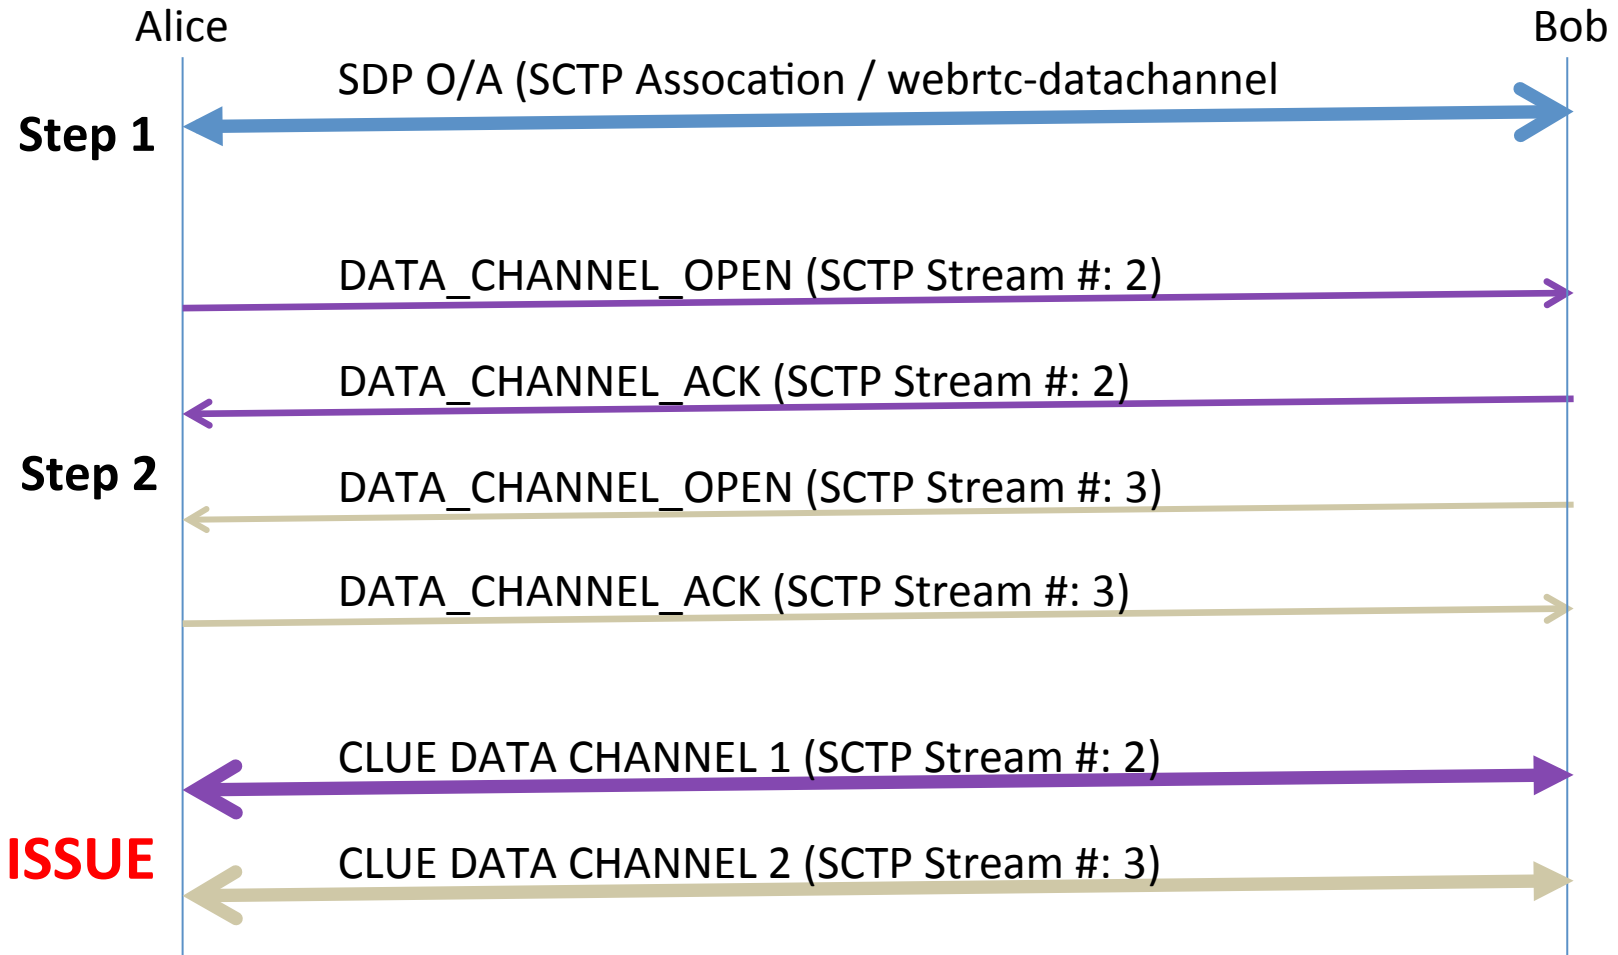 Alice
Bob
SDP O/A (SCTP Assocation / webrtc-datachannel
Step 1
DATA_CHANNEL_OPEN (SCTP Stream #: 2)
DATA_CHANNEL_ACK (SCTP Stream #: 2)
Step 2
DATA_CHANNEL_OPEN (SCTP Stream #: 3)
DATA_CHANNEL_ACK (SCTP Stream #: 3)
CLUE DATA CHANNEL 1 (SCTP Stream #: 2)
ISSUE
CLUE DATA CHANNEL 2 (SCTP Stream #: 3)